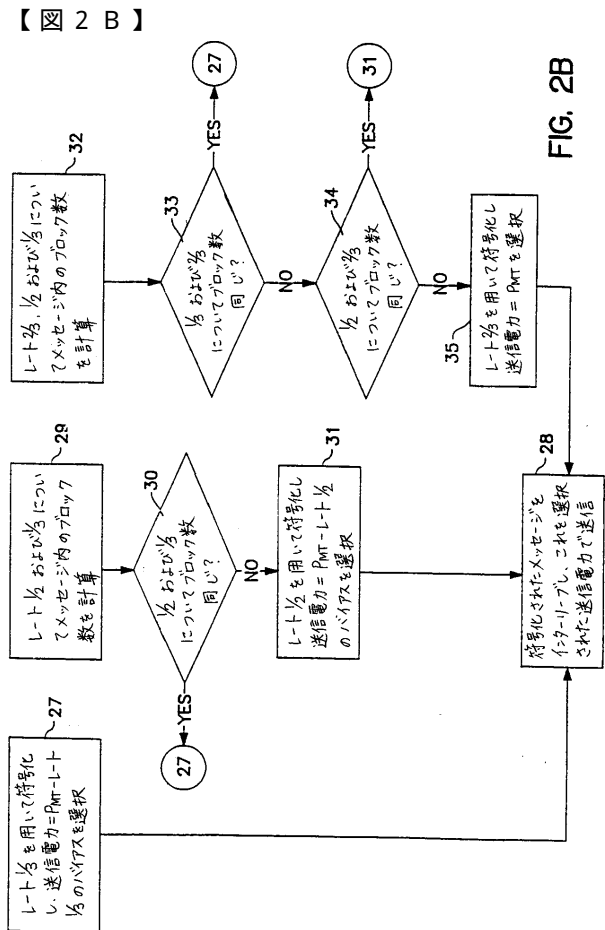 【図２Ｂ】
27
レート1/3を用いて符号化
し、送信電力=PMT-レート
1/3のバイアスを選択
29
レート1/2および1/3につい
てメッセージ内のブロック
数を計算
30
1/2および1/3
についてブロック数
同じ?
YES
27
NO
31
レート1/2を用いて符号化し
送信電力=PMT-レート1/2
のバイアスを選択
32
レート2/3、1/2および1/3につい
てメッセージ内のブロック数
を計算
33
1/3および2/3
についてブロック数
同じ?
YES
27
NO
34
1/2および2/3
についてブロック数
同じ?
YES
31
NO
35
レート2/3を用いて符号化し
送信電力=PMTを選択
28
符号化されたメッセージを
インターリーブし、これを選択
された送信電力で送信
FIG. 2B